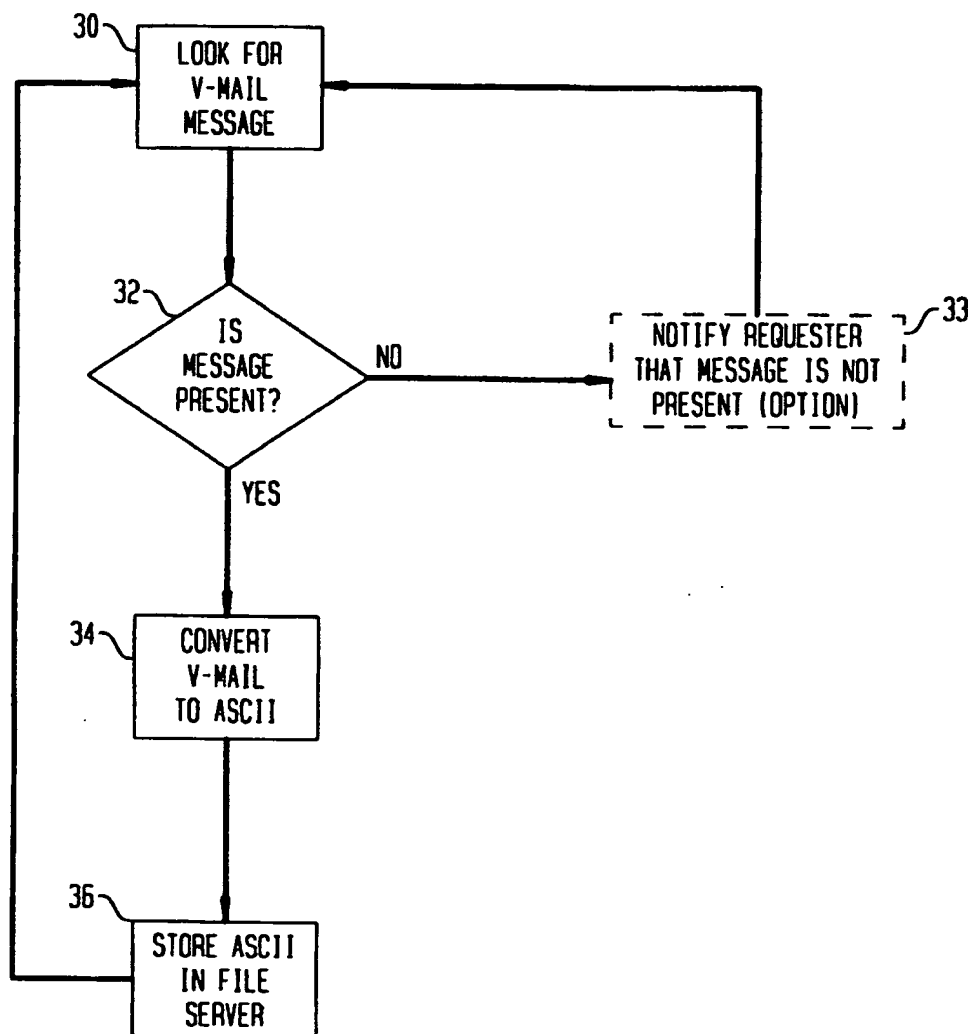 30
LOOK FOR
V-MAIL
MESSAGE
32
IS
MESSAGE
PRESENT?
NO
33
NOTIFY REQUESTER
THAT MESSAGE IS NOT
PRESENT (OPTION)
YES
34
CONVERT
V-MAIL
TO ASCII
36
STORE ASCII
IN FILE
SERVER